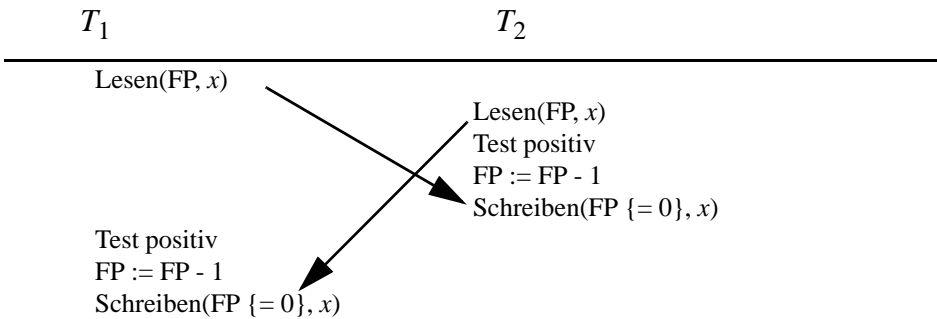 T1 T2
Lesen(FP, x)
Lesen(FP, x)
Test positiv
FP := FP - 1
Schreiben(FP {= 0}, x)
Test positiv
FP := FP - 1
Schreiben(FP {= 0}, x)